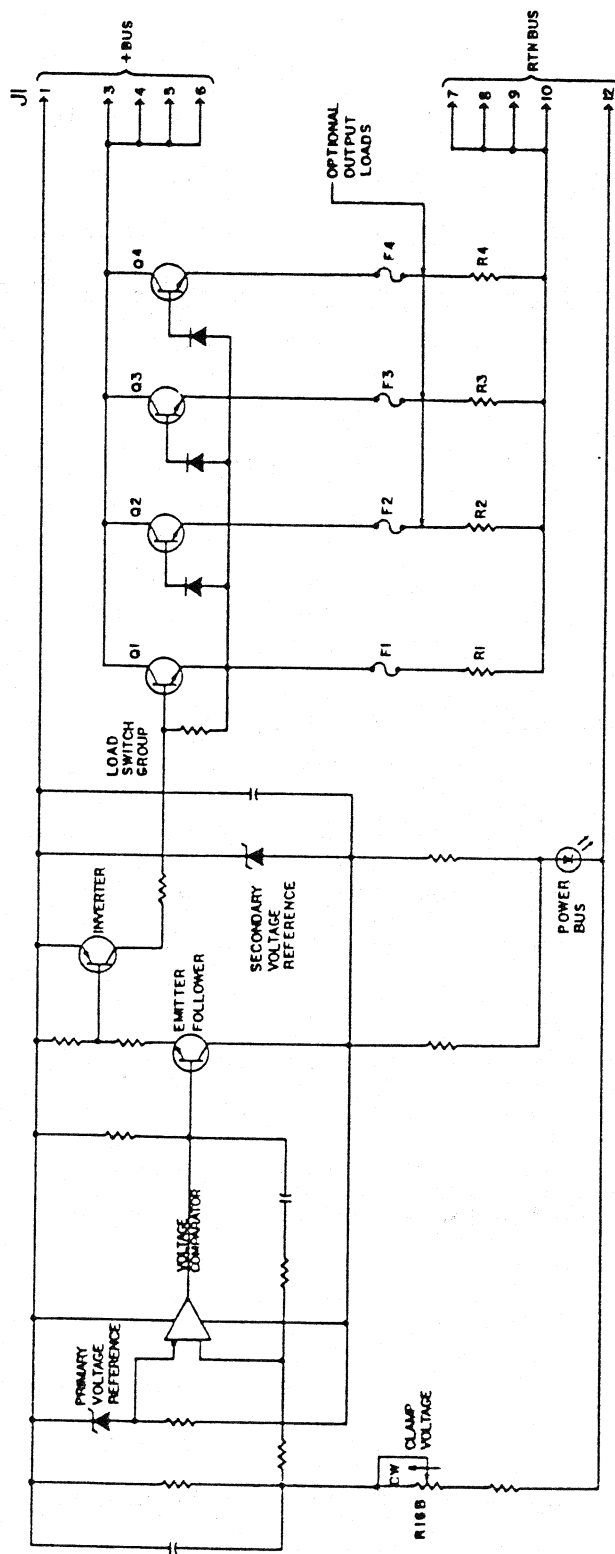 J1
1
+BUS
3
4
5
6
RTN BUS
7
8
9
10
12
OPTIONAL
OUTPUT
LOADS
Q4
Q3
Q2
Q1
F4
F3
F2
F1
R4
R3
R2
R1
LOAD
SWITCH
GROUP
INVERTER
SECONDARY
VOLTAGE
REFERENCE
EMITTER
FOLLOWER
POWER
BUS
VOLTAGE
COMPARATOR
PRIMARY
VOLTAGE
REFERENCE
CLAMP
VOLTAGE
CW
R16B